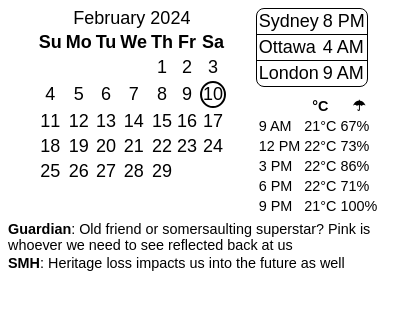 February 2024
Su Mo Tu We Th Fr Sa
1 2 3
4 5 6 7 8 9 10
11 12 13 14 15 16 17
18 19 20 21 22 23 24
25 26 27 28 29
Sydney 8 PM
Ottawa 4 AM
London 9 AM
°C ☂
9 AM 21°C 67%
12 PM 22°C 73%
3 PM 22°C 86%
6 PM 22°C 71%
9 PM 21°C 100%
Guardian: Old friend or somersaulting superstar? Pink is
whoever we need to see reflected back at us
SMH: Heritage loss impacts us into the future as well